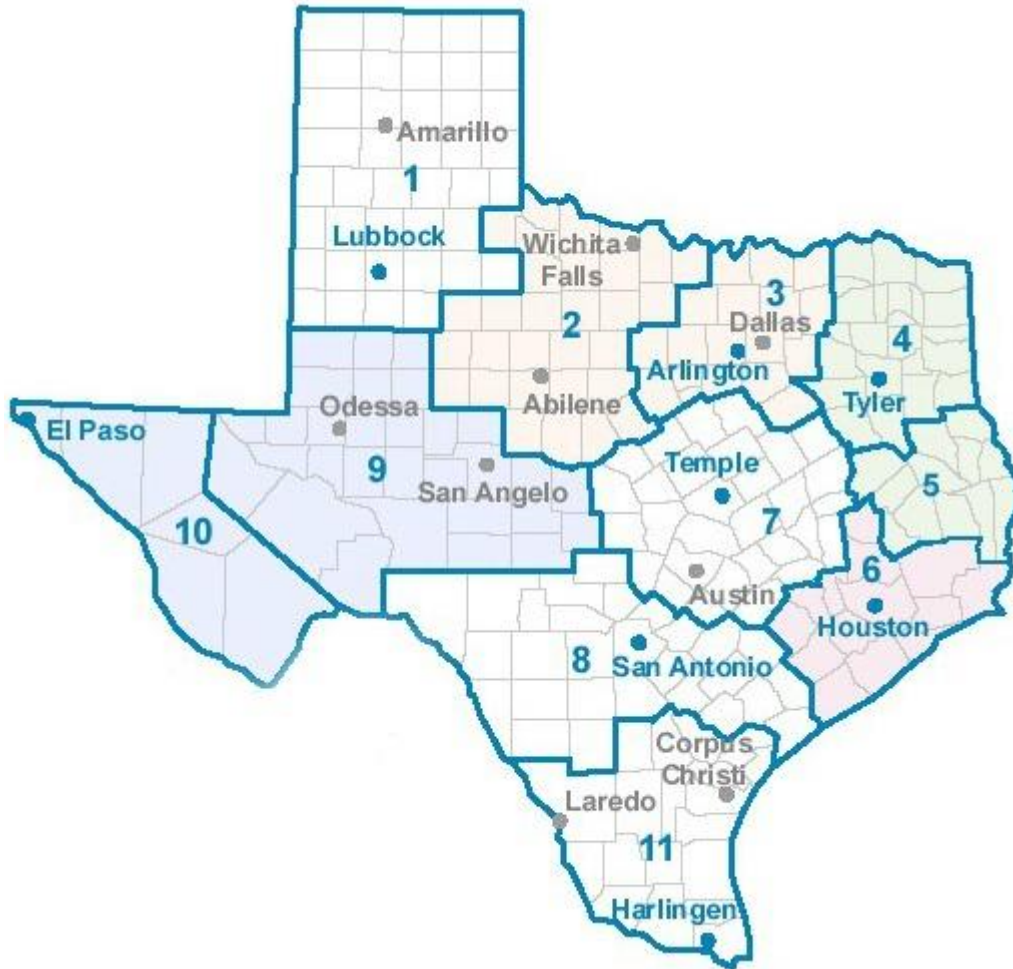 Amarillo
1
Lubbock
Wichita
Falls
2
3
Dallas
Arlington
4
Abilene
Tyler
Odessa
El Paso
9
San Angelo
Temple
5
10
7
6
Austin
Houston
8
San Antonio
Corpus
Christi
Laredo
11
Harlingen